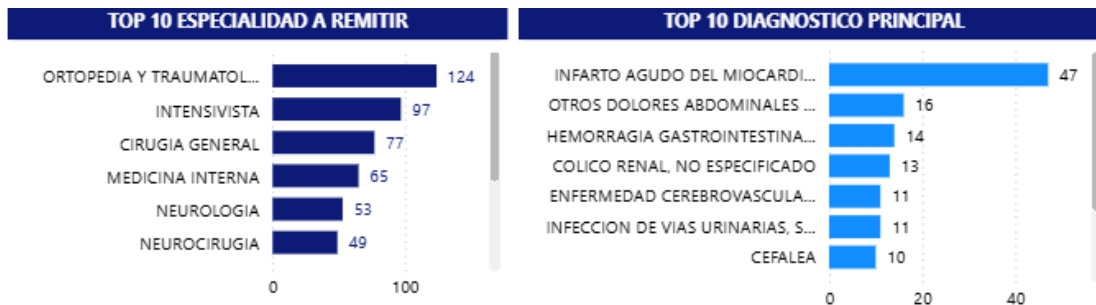 TOP 10 ESPECIALIDAD A REMITIR
ORTOPEDIA Y TRAUMATOL... 124
INTENSIVISTA 97
CIRUGIA GENERAL 77
MEDICINA INTERNA 65
NEUROLOGIA 53
NEUROCIRUGIA 49
0 100
TOP 10 DIAGNOSTICO PRINCIPAL
INFARTO AGUDO DEL MIOCARDI... 47
OTROS DOLORES ABDOMINALES ... 16
HEMORRAGIA GASTROINTESTINA... 14
COLICO RENAL, NO ESPECIFICADO 13
ENFERMEDAD CEREBROVASCULA... 11
INFECCION DE VIAS URINARIAS, S... 11
CEFALEA 10
0 20 40